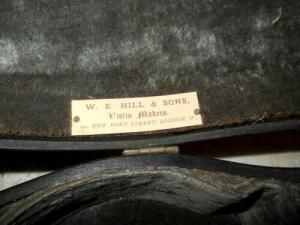 W. E. HILL & SONS,
Violin Makers.
NEW BOND STREET, LONDON, W